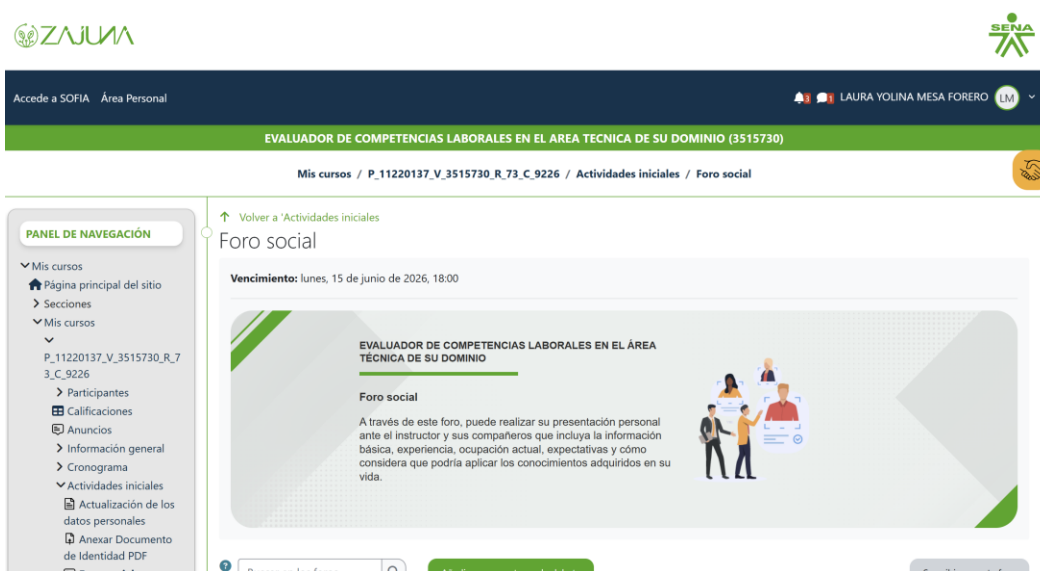 ZAJUNA
SENA
Accede a SOFIA Área Personal
3 1 LAURA YOLINA MESA FORERO LM
EVALUADOR DE COMPETENCIAS LABORALES EN EL AREA TECNICA DE SU DOMINIO (3515730)
Mis cursos / P_11220137_V_3515730_R_73_C_9226 / Actividades iniciales / Foro social
PANEL DE NAVEGACIÓN
Mis cursos
Página principal del sitio
Secciones
Mis cursos
P_11220137_V_3515730_R_7
3_C_9226
Participantes
Calificaciones
Anuncios
Información general
Cronograma
Actividades iniciales
Actualización de los
datos personales
Anexar Documento
de Identidad PDF
Volver a 'Actividades iniciales
Foro social
Vencimiento: lunes, 15 de junio de 2026, 18:00
EVALUADOR DE COMPETENCIAS LABORALES EN EL ÁREA
TÉCNICA DE SU DOMINIO
Foro social
A través de este foro, puede realizar su presentación personal
ante el instructor y sus compañeros que incluya la información
básica, experiencia, ocupación actual, expectativas y cómo
considera que podría aplicar los conocimientos adquiridos en su
vida.